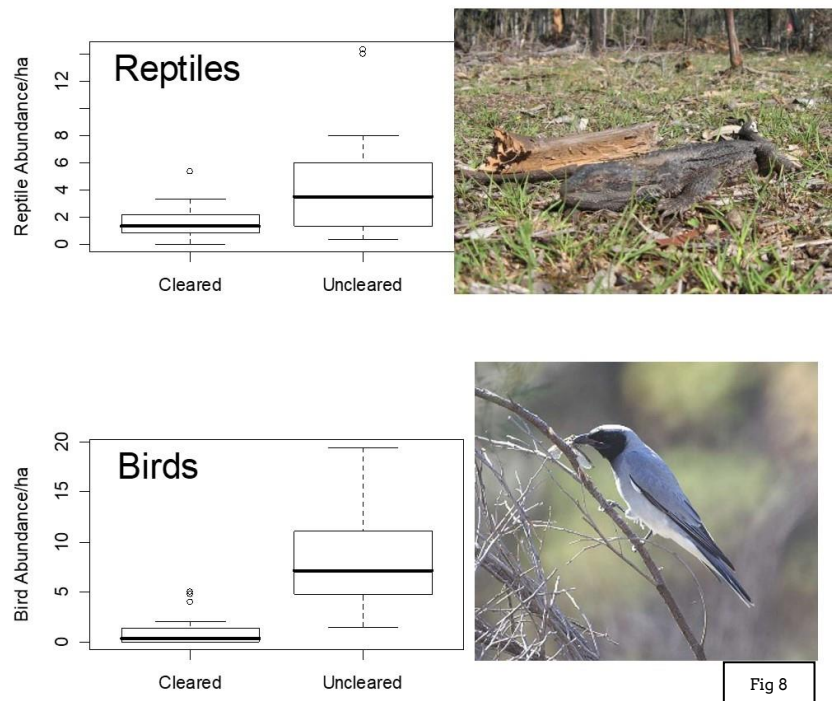 Reptiles
Reptile Abundance/ha
12
8
6
4
2
0
Cleared Uncleared
Birds
Bird Abundance/ha
20
15
10
5
0
Cleared Uncleared
Fig 8